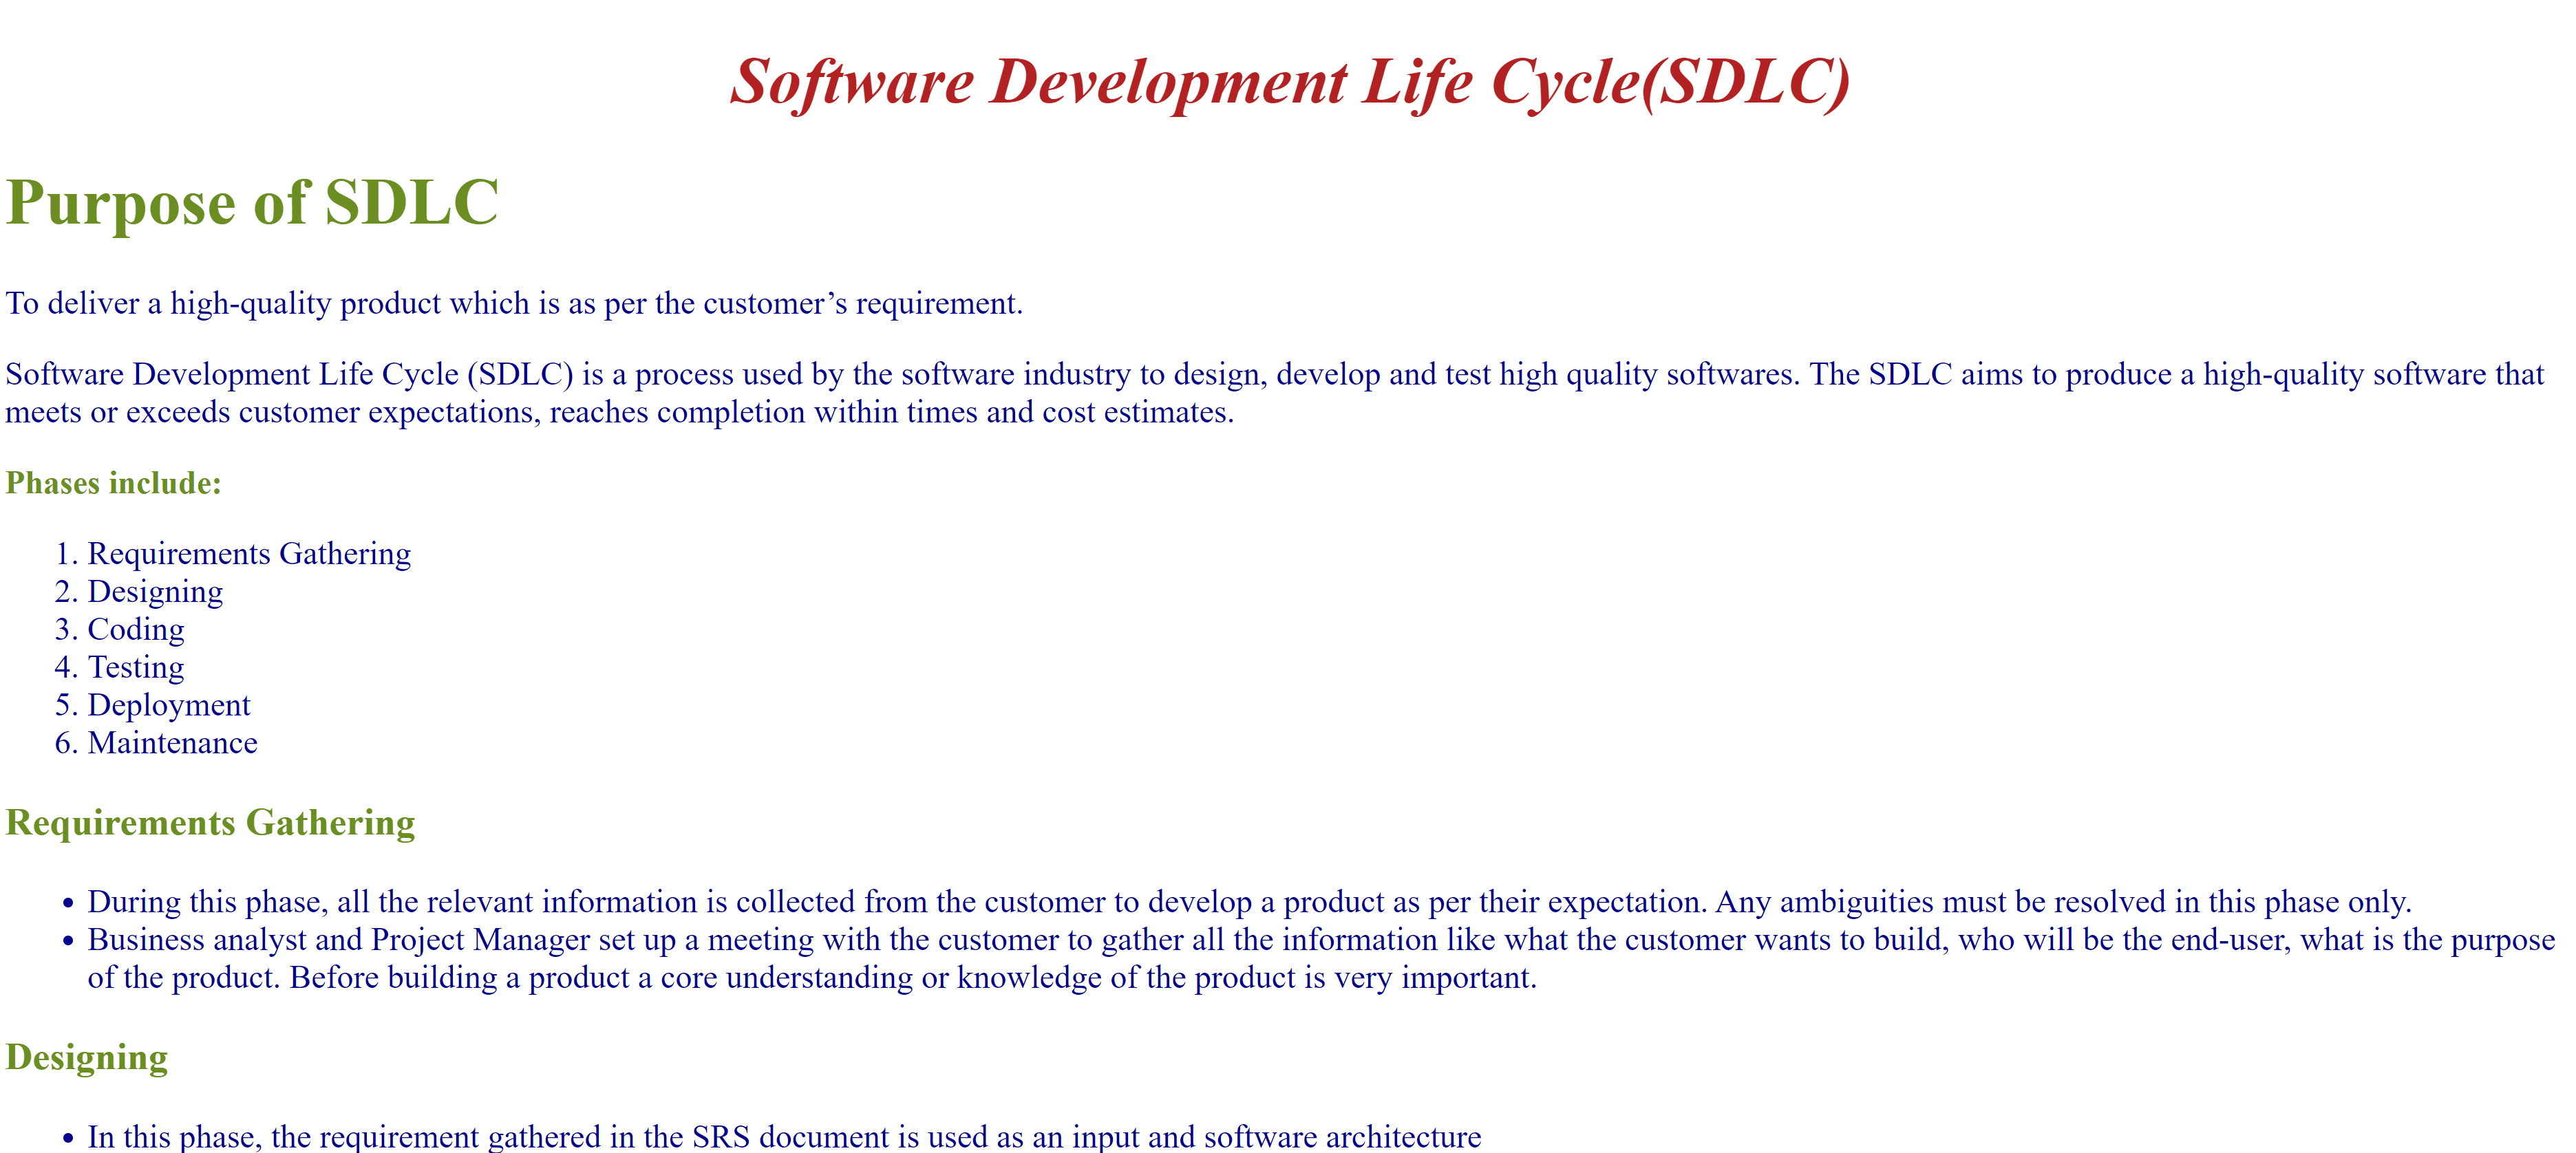 Software Development Life Cycle(SDLC)
Purpose of SDLC
To deliver a high-quality product which is as per the customer’s requirement.
Software Development Life Cycle (SDLC) is a process used by the software industry to design, develop and test high quality softwares. The SDLC aims to produce a high-quality software that
meets or exceeds customer expectations, reaches completion within times and cost estimates.
Phases include:
1. Requirements Gathering
2. Designing
3. Coding
4. Testing
5. Deployment
6. Maintenance
Requirements Gathering
• During this phase, all the relevant information is collected from the customer to develop a product as per their expectation. Any ambiguities must be resolved in this phase only.
• Business analyst and Project Manager set up a meeting with the customer to gather all the information like what the customer wants to build, who will be the end-user, what is the purpose
of the product. Before building a product a core understanding or knowledge of the product is very important.
Designing
• In this phase, the requirement gathered in the SRS document is used as an input and software architecture